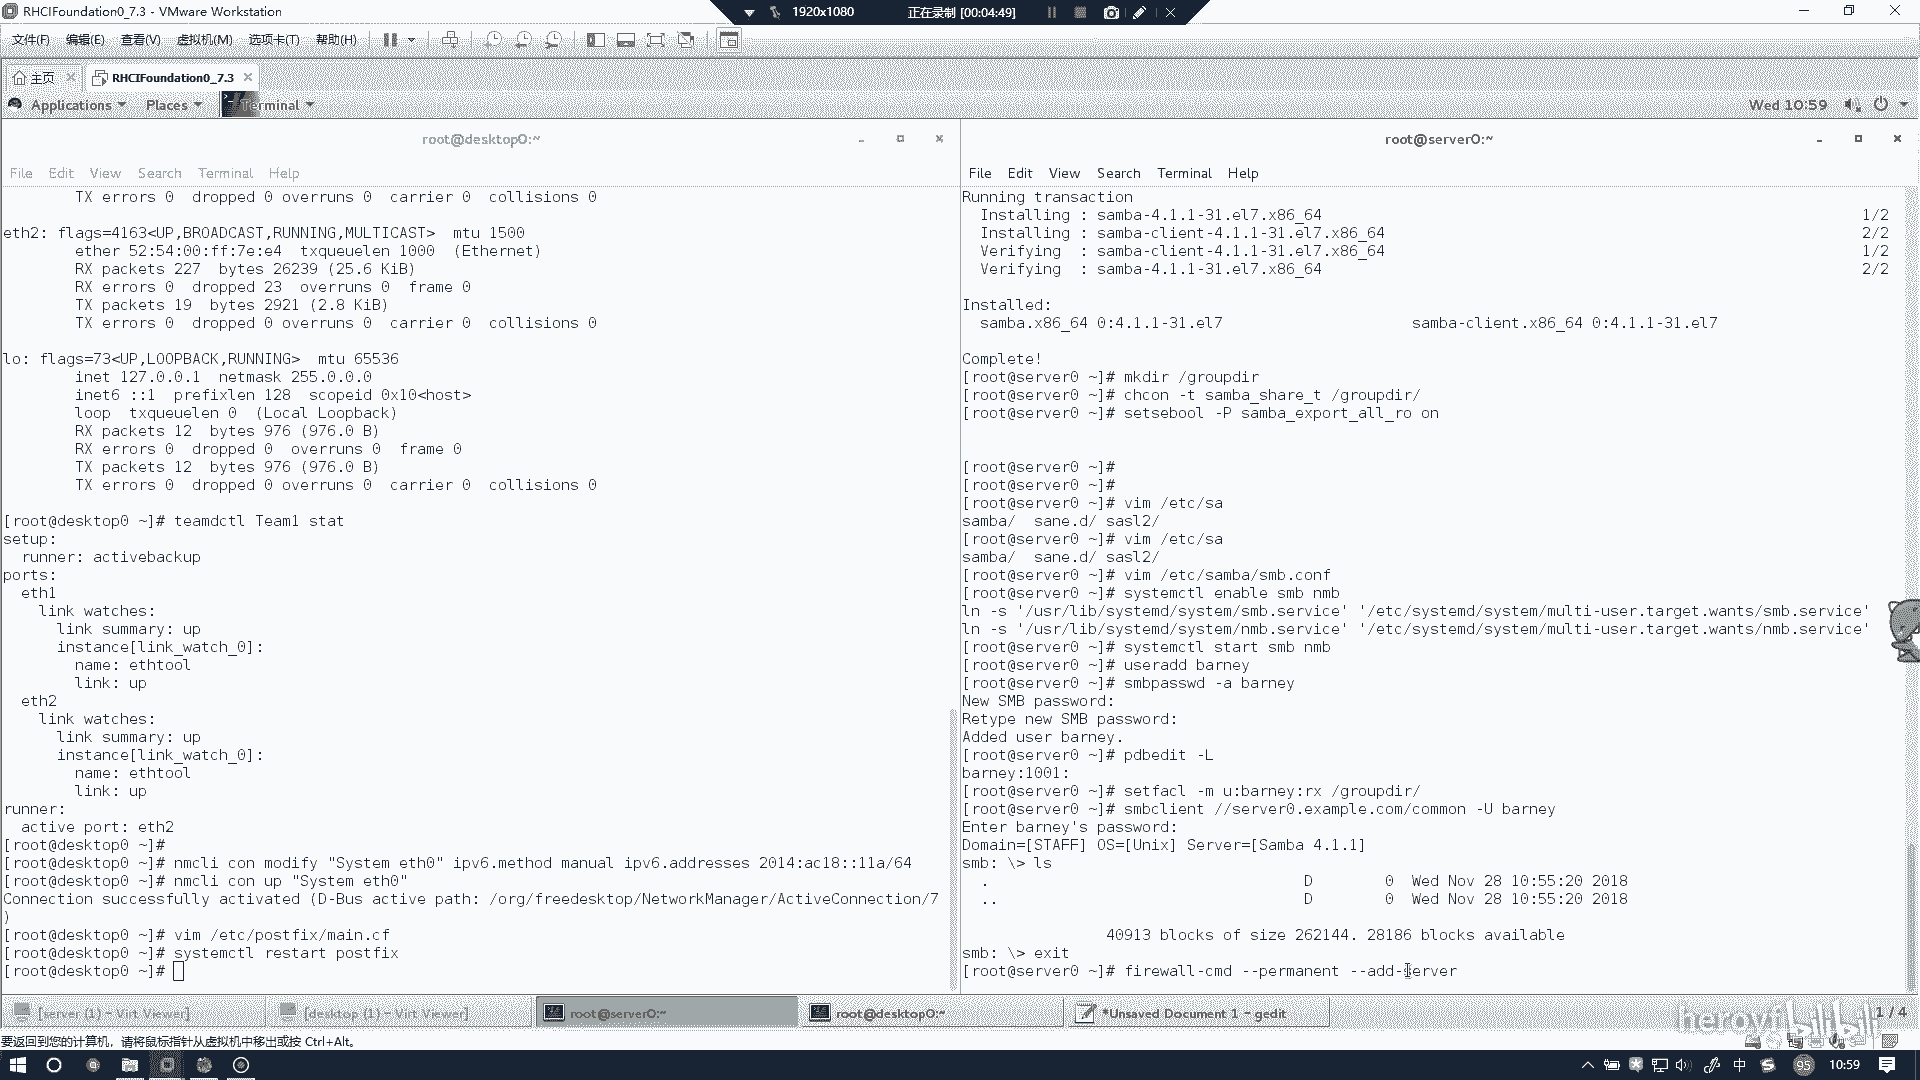 RHCIFoundation0_7.3 - VMware Workstation
1920x1080 正在录制 [00:04:49]
文件(F) 编辑(E) 查看(V) 虚拟机(M) 选项卡(T) 帮助(H)
主页 RHCIFoundation0_7.3
Applications Places Terminal Wed 10:59
root@desktop0:~
File Edit View Search Terminal Help
TX errors 0 dropped 0 overruns 0 carrier 0 collisions 0
eth2: flags=4163<UP,BROADCAST,RUNNING,MULTICAST> mtu 1500
ether 52:54:00:ff:7e:e4 txqueuelen 1000 (Ethernet)
RX packets 227 bytes 26239 (25.6 KiB)
RX errors 0 dropped 23 overruns 0 frame 0
TX packets 19 bytes 2921 (2.8 KiB)
TX errors 0 dropped 0 overruns 0 carrier 0 collisions 0
lo: flags=73<UP,LOOPBACK,RUNNING> mtu 65536
inet 127.0.0.1 netmask 255.0.0.0
inet6 ::1 prefixlen 128 scopeid 0x10<host>
loop txqueuelen 0 (Local Loopback)
RX packets 12 bytes 976 (976.0 B)
RX errors 0 dropped 0 overruns 0 frame 0
TX packets 12 bytes 976 (976.0 B)
TX errors 0 dropped 0 overruns 0 carrier 0 collisions 0
[root@desktop0 ~]# teamdctl Team1 stat
setup:
runner: activebackup
ports:
eth1
link watches:
link summary: up
instance[link_watch_0]:
name: ethtool
link: up
eth2
link watches:
link summary: up
instance[link_watch_0]:
name: ethtool
link: up
runner:
active port: eth2
[root@desktop0 ~]#
[root@desktop0 ~]# nmcli con modify "System eth0" ipv6.method manual ipv6.addresses 2014:ac18::11a/64
[root@desktop0 ~]# nmcli con up "System eth0"
Connection successfully activated (D-Bus active path: /org/freedesktop/NetworkManager/ActiveConnection/7
)
[root@desktop0 ~]# vim /etc/postfix/main.cf
[root@desktop0 ~]# systemctl restart postfix
[root@desktop0 ~]#
root@server0:~
File Edit View Search Terminal Help
Running transaction
Installing : samba-4.1.1-31.el7.x86_64 1/2
Installing : samba-client-4.1.1-31.el7.x86_64 2/2
Verifying : samba-client-4.1.1-31.el7.x86_64 1/2
Verifying : samba-4.1.1-31.el7.x86_64 2/2
Installed:
samba.x86_64 0:4.1.1-31.el7 samba-client.x86_64 0:4.1.1-31.el7
Complete!
[root@server0 ~]# mkdir /groupdir
[root@server0 ~]# chcon -t samba_share_t /groupdir/
[root@server0 ~]# setsebool -P samba_export_all_ro on
[root@server0 ~]#
[root@server0 ~]#
[root@server0 ~]# vim /etc/sa
samba/ sane.d/ sasl2/
[root@server0 ~]# vim /etc/sa
samba/ sane.d/ sasl2/
[root@server0 ~]# vim /etc/samba/smb.conf
[root@server0 ~]# systemctl enable smb nmb
ln -s '/usr/lib/systemd/system/smb.service' '/etc/systemd/system/multi-user.target.wants/smb.service'
ln -s '/usr/lib/systemd/system/nmb.service' '/etc/systemd/system/multi-user.target.wants/nmb.service'
[root@server0 ~]# systemctl start smb nmb
[root@server0 ~]# useradd barney
[root@server0 ~]# smbpasswd -a barney
New SMB password:
Retype new SMB password:
Added user barney.
[root@server0 ~]# pdbedit -L
barney:1001:
[root@server0 ~]# setfacl -m u:barney:rx /groupdir/
[root@server0 ~]# smbclient //server0.example.com/common -U barney
Enter barney's password:
Domain=[STAFF] OS=[Unix] Server=[Samba 4.1.1]
smb: \> ls
. D 0 Wed Nov 28 10:55:20 2018
.. D 0 Wed Nov 28 10:55:20 2018
40913 blocks of size 262144. 28186 blocks available
smb: \> exit
[root@server0 ~]# firewall-cmd --permanent --add-server
[server (1) - Virt Viewer] [desktop (1) - Virt Viewer] root@server0:~ root@desktop0:~ *Unsaved Document 1 - gedit 1 / 4
bilibili
要返回到您的计算机，请将鼠标指针从虚拟机中移出或按 Ctrl+Alt。
中 95 10:59